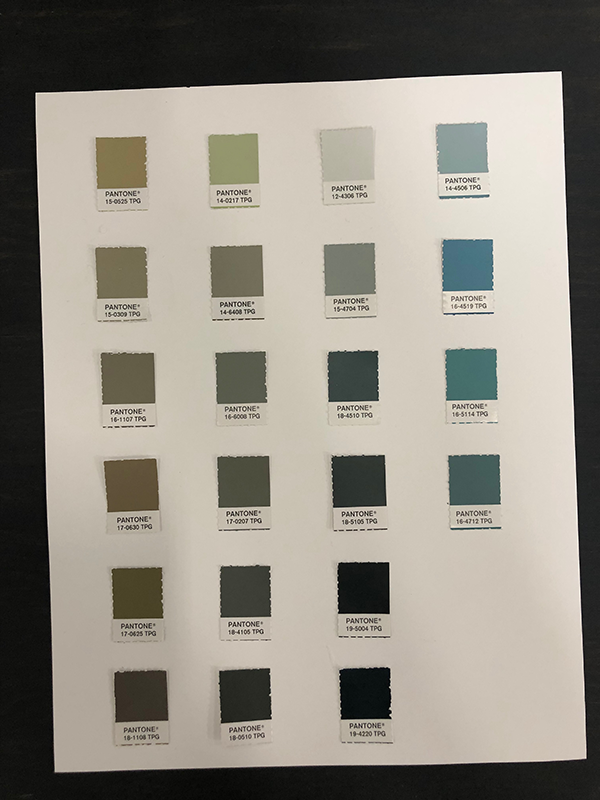 PANTONE®
15-0525 TPG
PANTONE®
14-0217 TPG
PANTONE®
12-4306 TPG
PANTONE®
14-4506 TPG
PANTONE®
15-0309 TPG
PANTONE®
14-6408 TPG
PANTONE®
15-4704 TPG
PANTONE®
16-4519 TPG
PANTONE®
16-1107 TPG
PANTONE®
16-6008 TPG
PANTONE®
18-4510 TPG
PANTONE®
16-5114 TPG
PANTONE®
17-0630 TPG
PANTONE®
17-0207 TPG
PANTONE®
18-5105 TPG
PANTONE®
16-4712 TPG
PANTONE®
17-0625 TPG
PANTONE®
18-4105 TPG
PANTONE®
19-5004 TPG
PANTONE®
18-1108 TPG
PANTONE®
18-0510 TPG
PANTONE®
19-4220 TPG